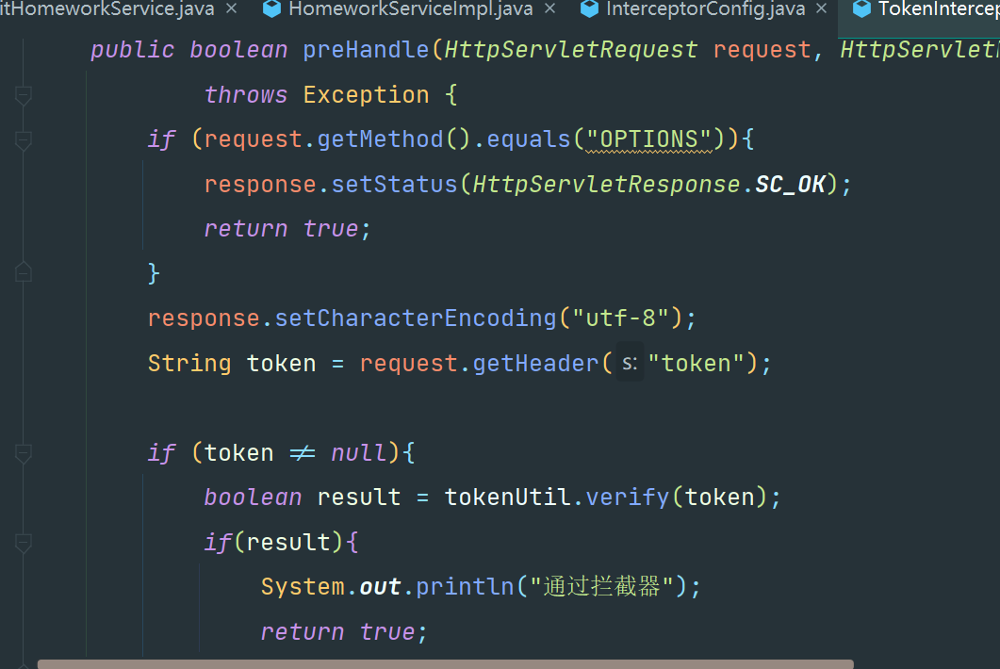 itHomeworkService.java × HomeworkServiceImpl.java × InterceptorConfig.java × TokenIntercep
public boolean preHandle(HttpServletRequest request, HttpServlet
throws Exception {
if (request.getMethod().equals("OPTIONS")){
response.setStatus(HttpServletResponse.SC_OK);
return true;
}
response.setCharacterEncoding("utf-8");
String token = request.getHeader( s: "token");
if (token ≠ null){
boolean result = tokenUtil.verify(token);
if(result){
System.out.println("通过拦截器");
return true;